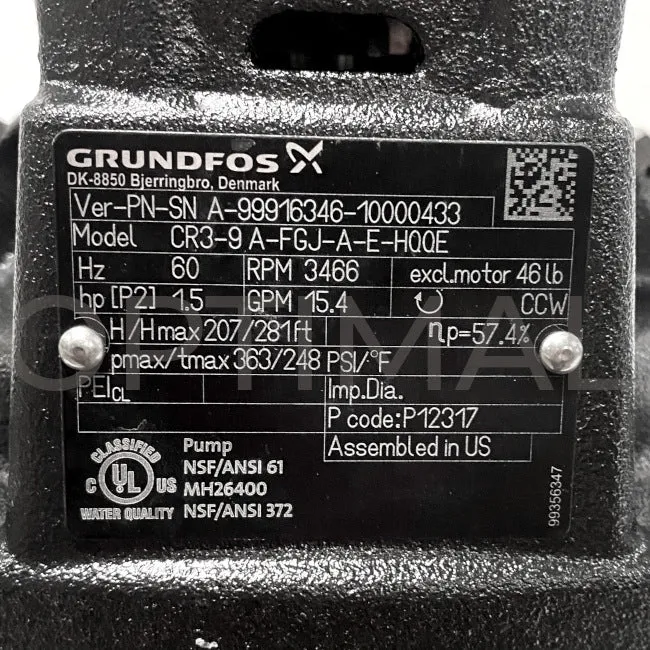 GRUNDFOS
DK-8850 Bjerringbro, Denmark
Ver-PN-SN A-99916346-10000433
Model CR3-9 A-FGJ-A-E-HQQE
Hz 60 RPM 3466 excl.motor 46 lb
hp [P2] 1.5 GPM 15.4 CCW
H/Hmax 207/281 ft ηp=57.4%
pmax/tmax 363/248 PSI/°F
PEICL Imp.Dia.
P code:P12317
Assembled in US
CLASSIFIED
C UL US
WATER QUALITY
Pump
NSF/ANSI 61
MH26400
NSF/ANSI 372
99356347
OPTIMAL